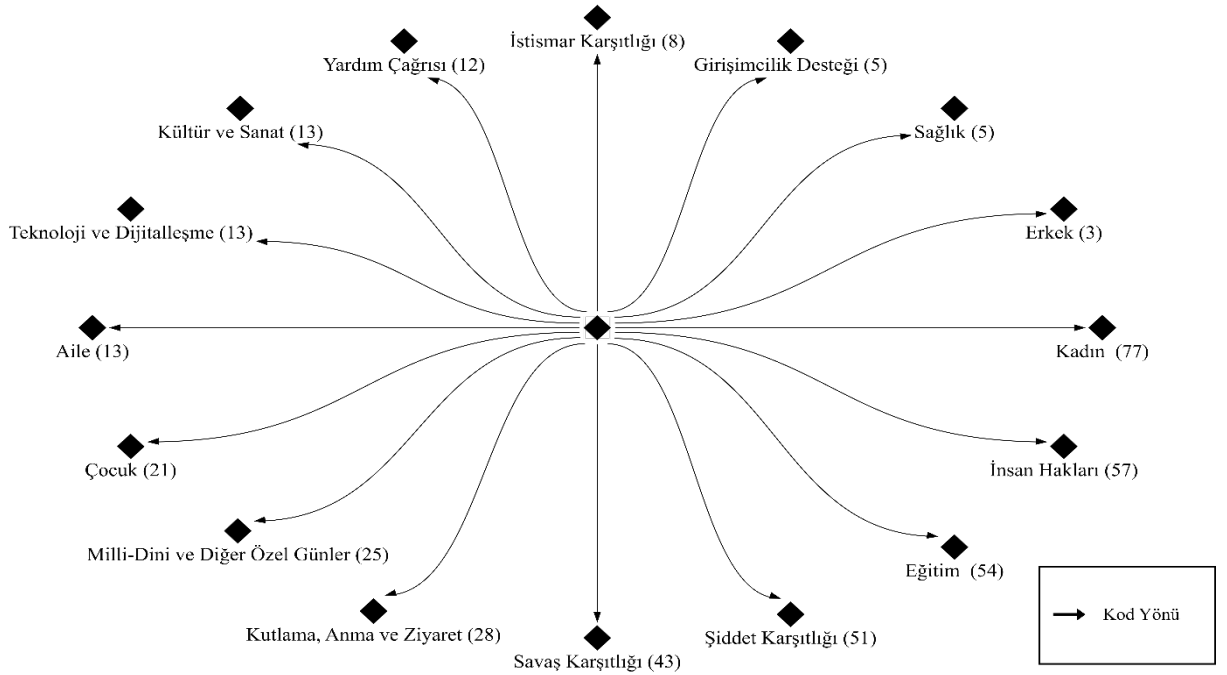 İstismar Karşıtlığı (8)
Yardım Çağrısı (12)
Girişimcilik Desteği (5)
Kültür ve Sanat (13)
Sağlık (5)
Teknoloji ve Dijitalleşme (13)
Erkek (3)
Aile (13)
Kadın (77)
Çocuk (21)
İnsan Hakları (57)
Milli-Dini ve Diğer Özel Günler (25)
Eğitim (54)
Kutlama, Anma ve Ziyaret (28)
Şiddet Karşıtlığı (51)
Savaş Karşıtlığı (43)
Kod Yönü